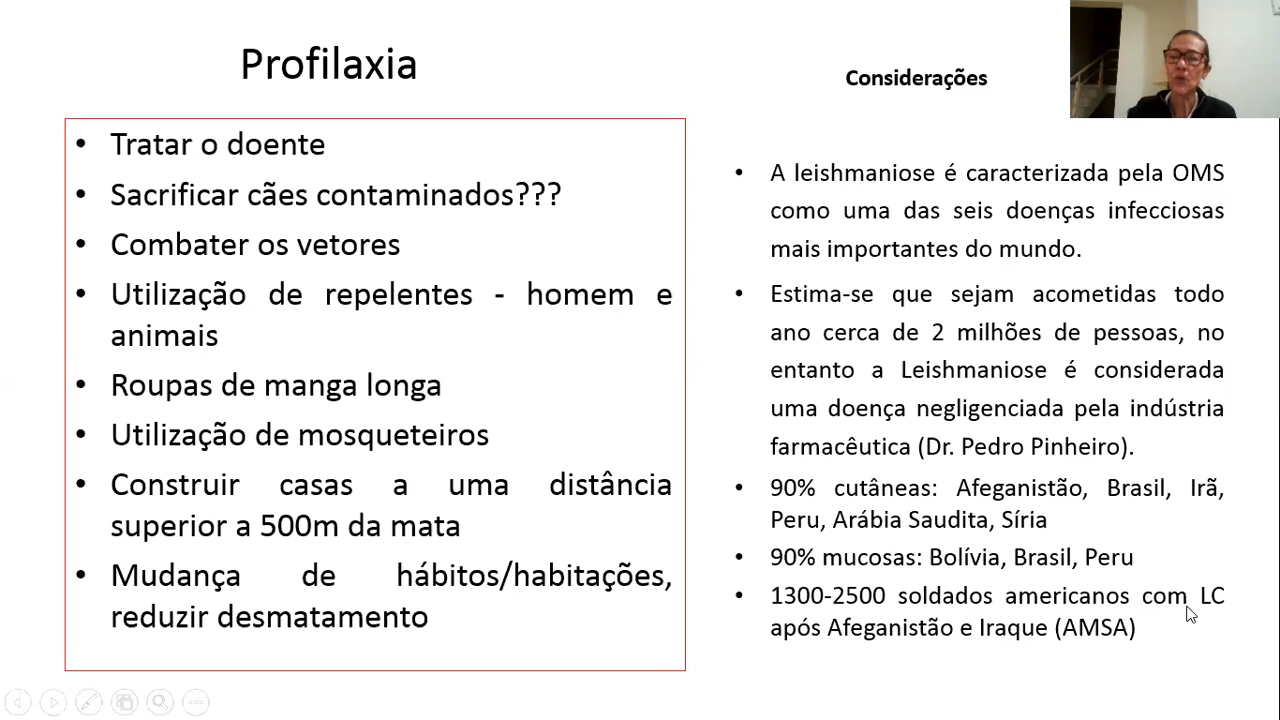 Profilaxia
• Tratar o doente
• Sacrificar cães contaminados???
• Combater os vetores
• Utilização de repelentes - homem e
animais
• Roupas de manga longa
• Utilização de mosqueteiros
• Construir casas a uma distância
superior a 500m da mata
• Mudança de hábitos/habitações,
reduzir desmatamento
Considerações
• A leishmaniose é caracterizada pela OMS
como uma das seis doenças infecciosas
mais importantes do mundo.
• Estima-se que sejam acometidas todo
ano cerca de 2 milhões de pessoas, no
entanto a Leishmaniose é considerada
uma doença negligenciada pela indústria
farmacêutica (Dr. Pedro Pinheiro).
• 90% cutâneas: Afeganistão, Brasil, Irã,
Peru, Arábia Saudita, Síria
• 90% mucosas: Bolívia, Brasil, Peru
• 1300-2500 soldados americanos com LC
após Afeganistão e Iraque (AMSA)